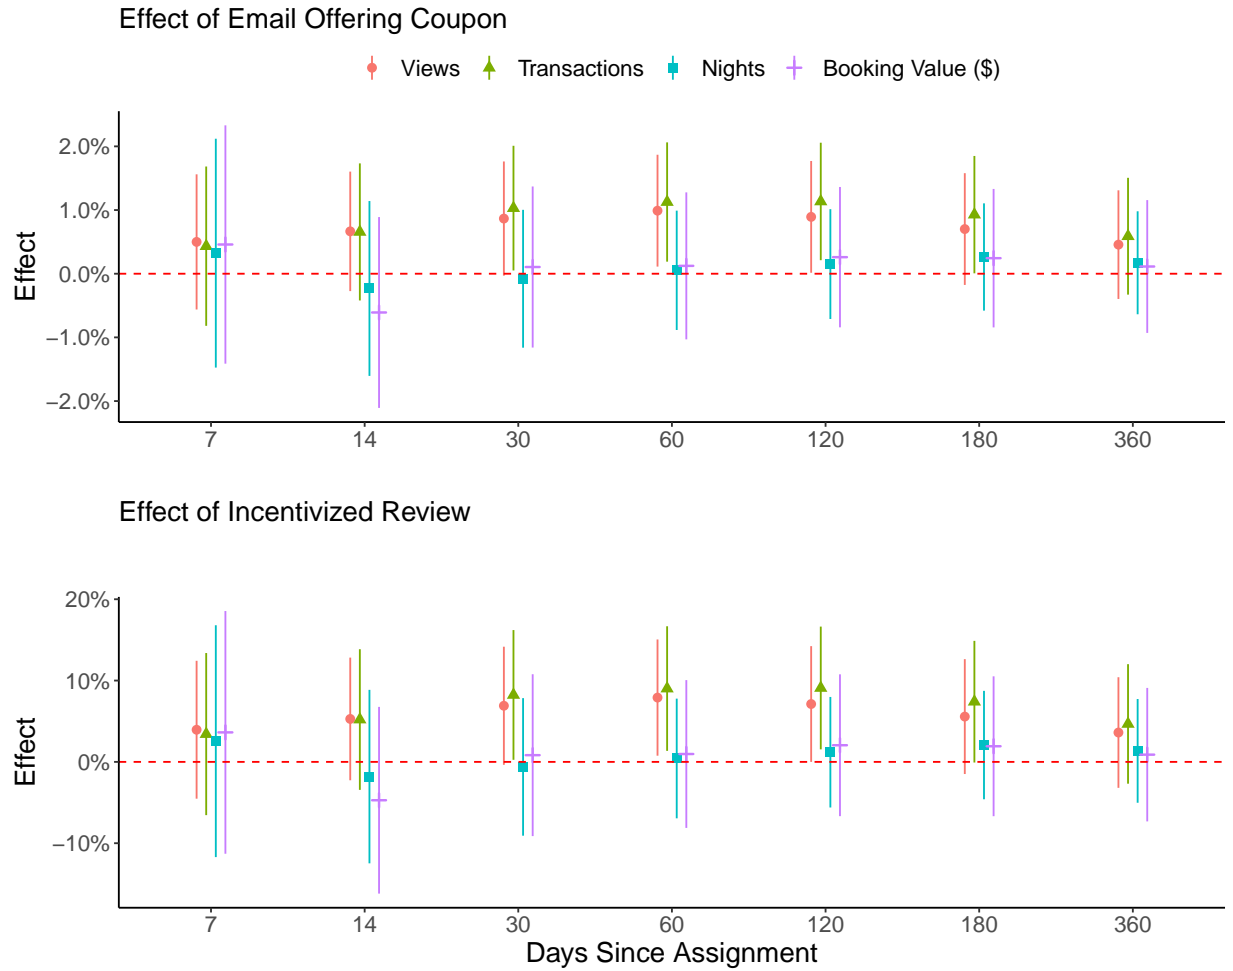 Effect of Email Offering Coupon
Views Transactions Nights Booking Value ($)
Effect
2.0%
1.0%
0.0%
−1.0%
−2.0%
7 14 30 60 120 180 360
Effect of Incentivized Review
Effect
20%
10%
0%
−10%
7 14 30 60 120 180 360
Days Since Assignment